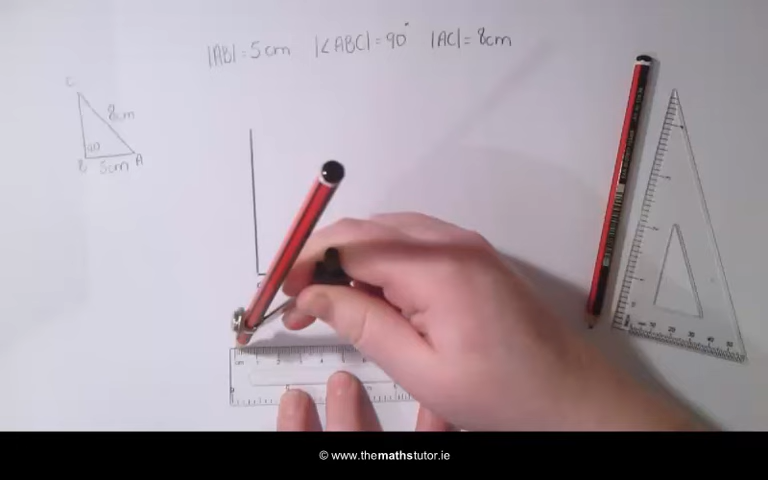 |AB| = 5cm |∠ABC| = 90° |AC| = 8cm
C
8cm
90
B 5cm A
© www.themathstutor.ie